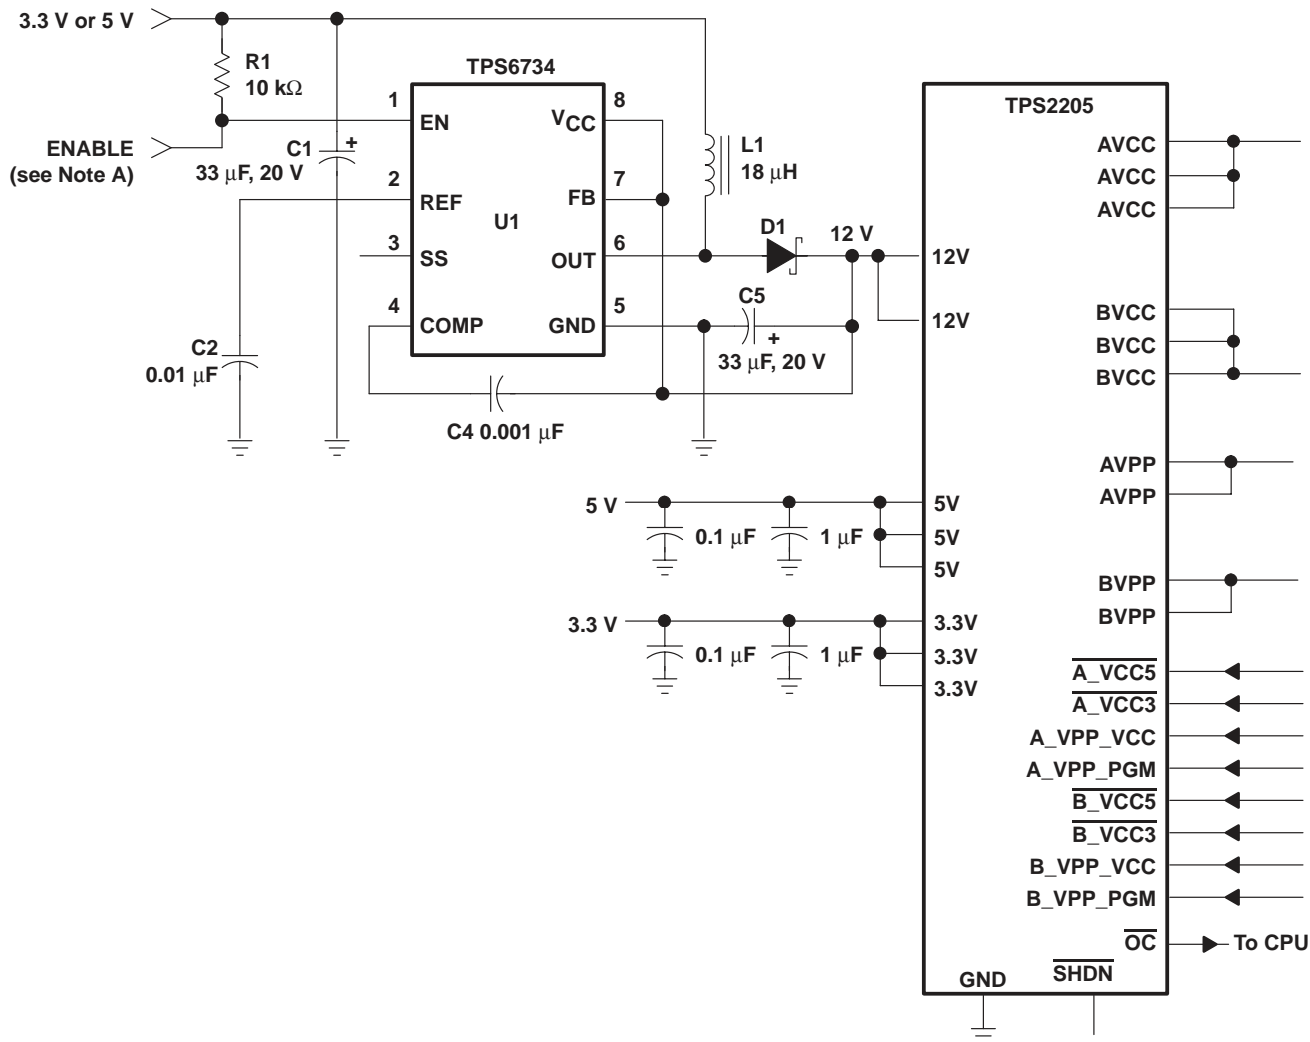 3.3 V or 5 V
R1
10 kΩ
ENABLE
(see Note A)
C1
+
33 μF, 20 V
C2
0.01 μF
TPS6734
1
EN
2
REF
3
SS
4
COMP
U1
8
VCC
7
FB
6
OUT
5
GND
C4 0.001 μF
L1
18 μH
D1
12 V
C5
+
33 μF, 20 V
5 V
0.1 μF
1 μF
3.3 V
0.1 μF
1 μF
TPS2205
12V
12V
5V
5V
5V
3.3V
3.3V
3.3V
AVCC
AVCC
AVCC
BVCC
BVCC
BVCC
AVPP
AVPP
BVPP
BVPP
A_VCC5
A_VCC3
A_VPP_VCC
A_VPP_PGM
B_VCC5
B_VCC3
B_VPP_VCC
B_VPP_PGM
OC
To CPU
GND
SHDN